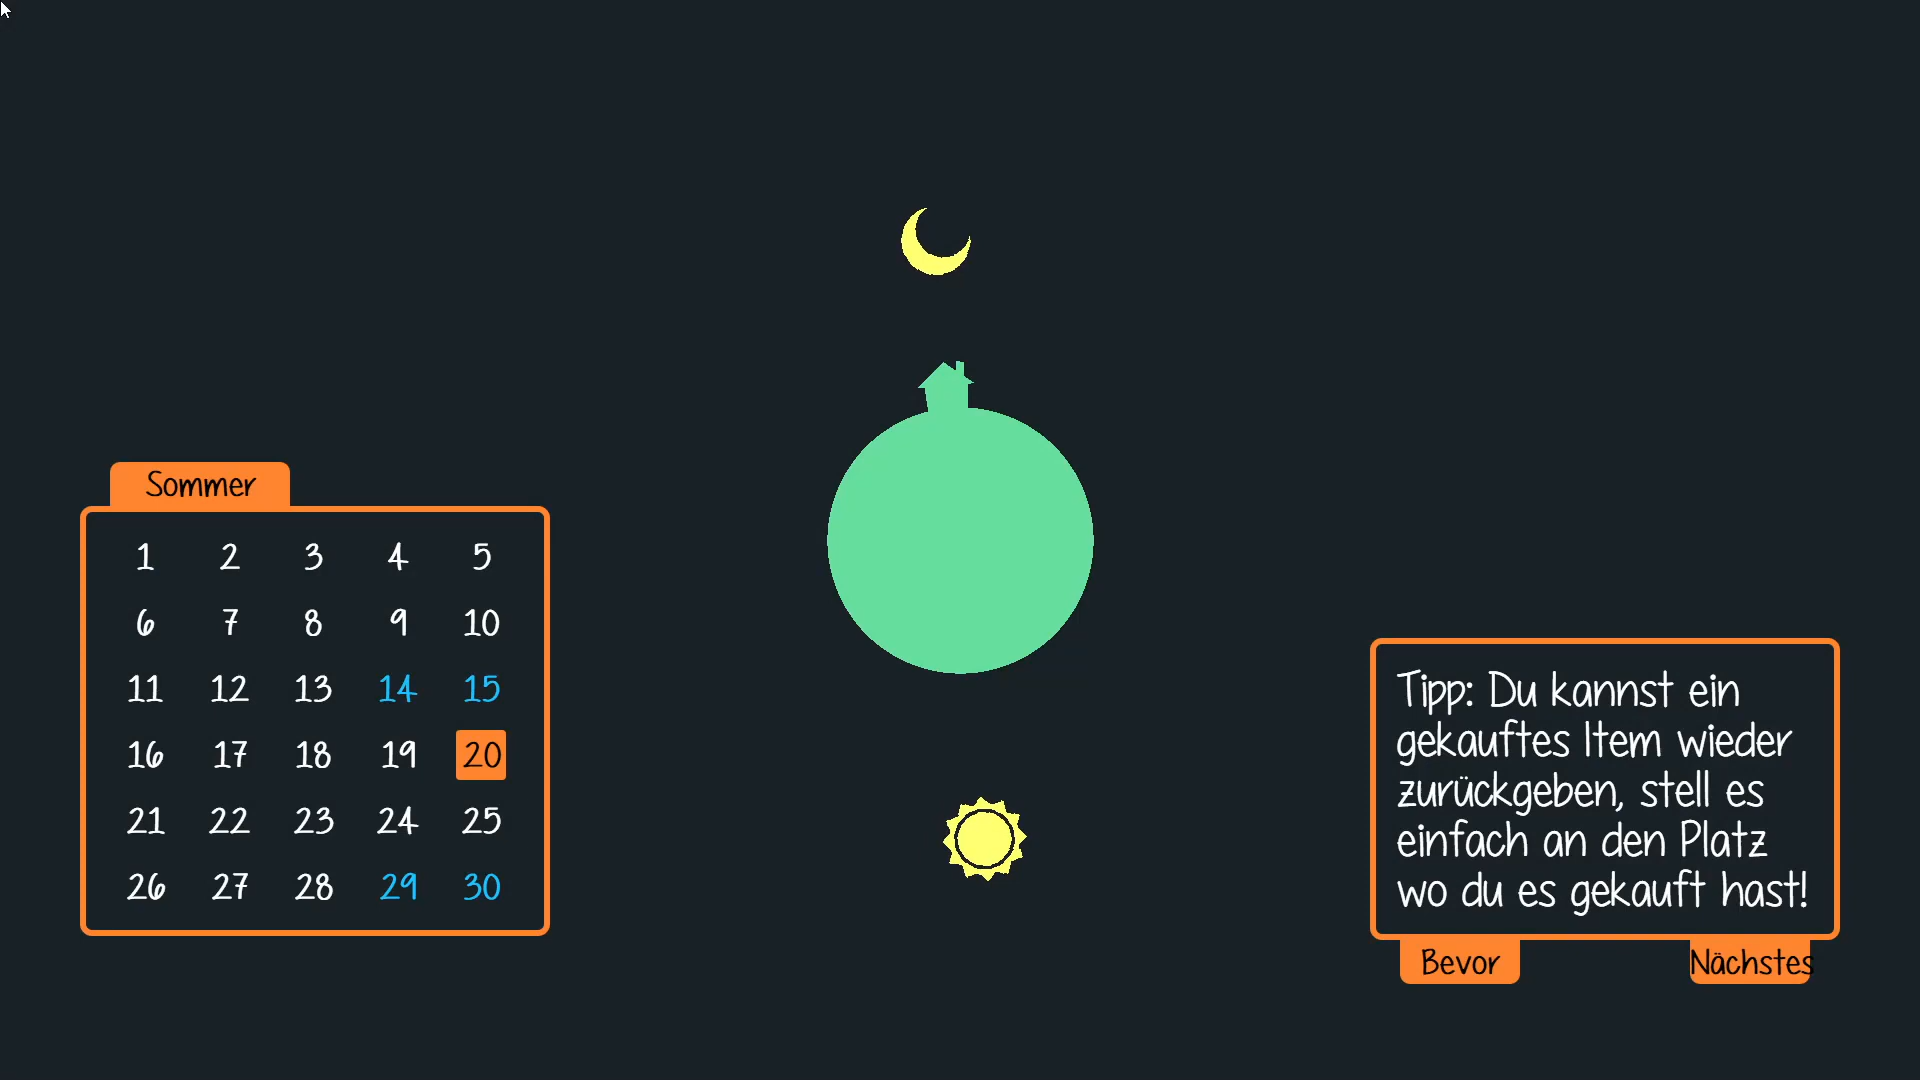 Sommer
1 2 3 4 5
6 7 8 9 10
11 12 13 14 15
16 17 18 19 20
21 22 23 24 25
26 27 28 29 30
Tipp: Du kannst ein
gekauftes Item wieder
zurückgeben, stell es
einfach an den Platz
wo du es gekauft hast!
Bevor
Nächstes